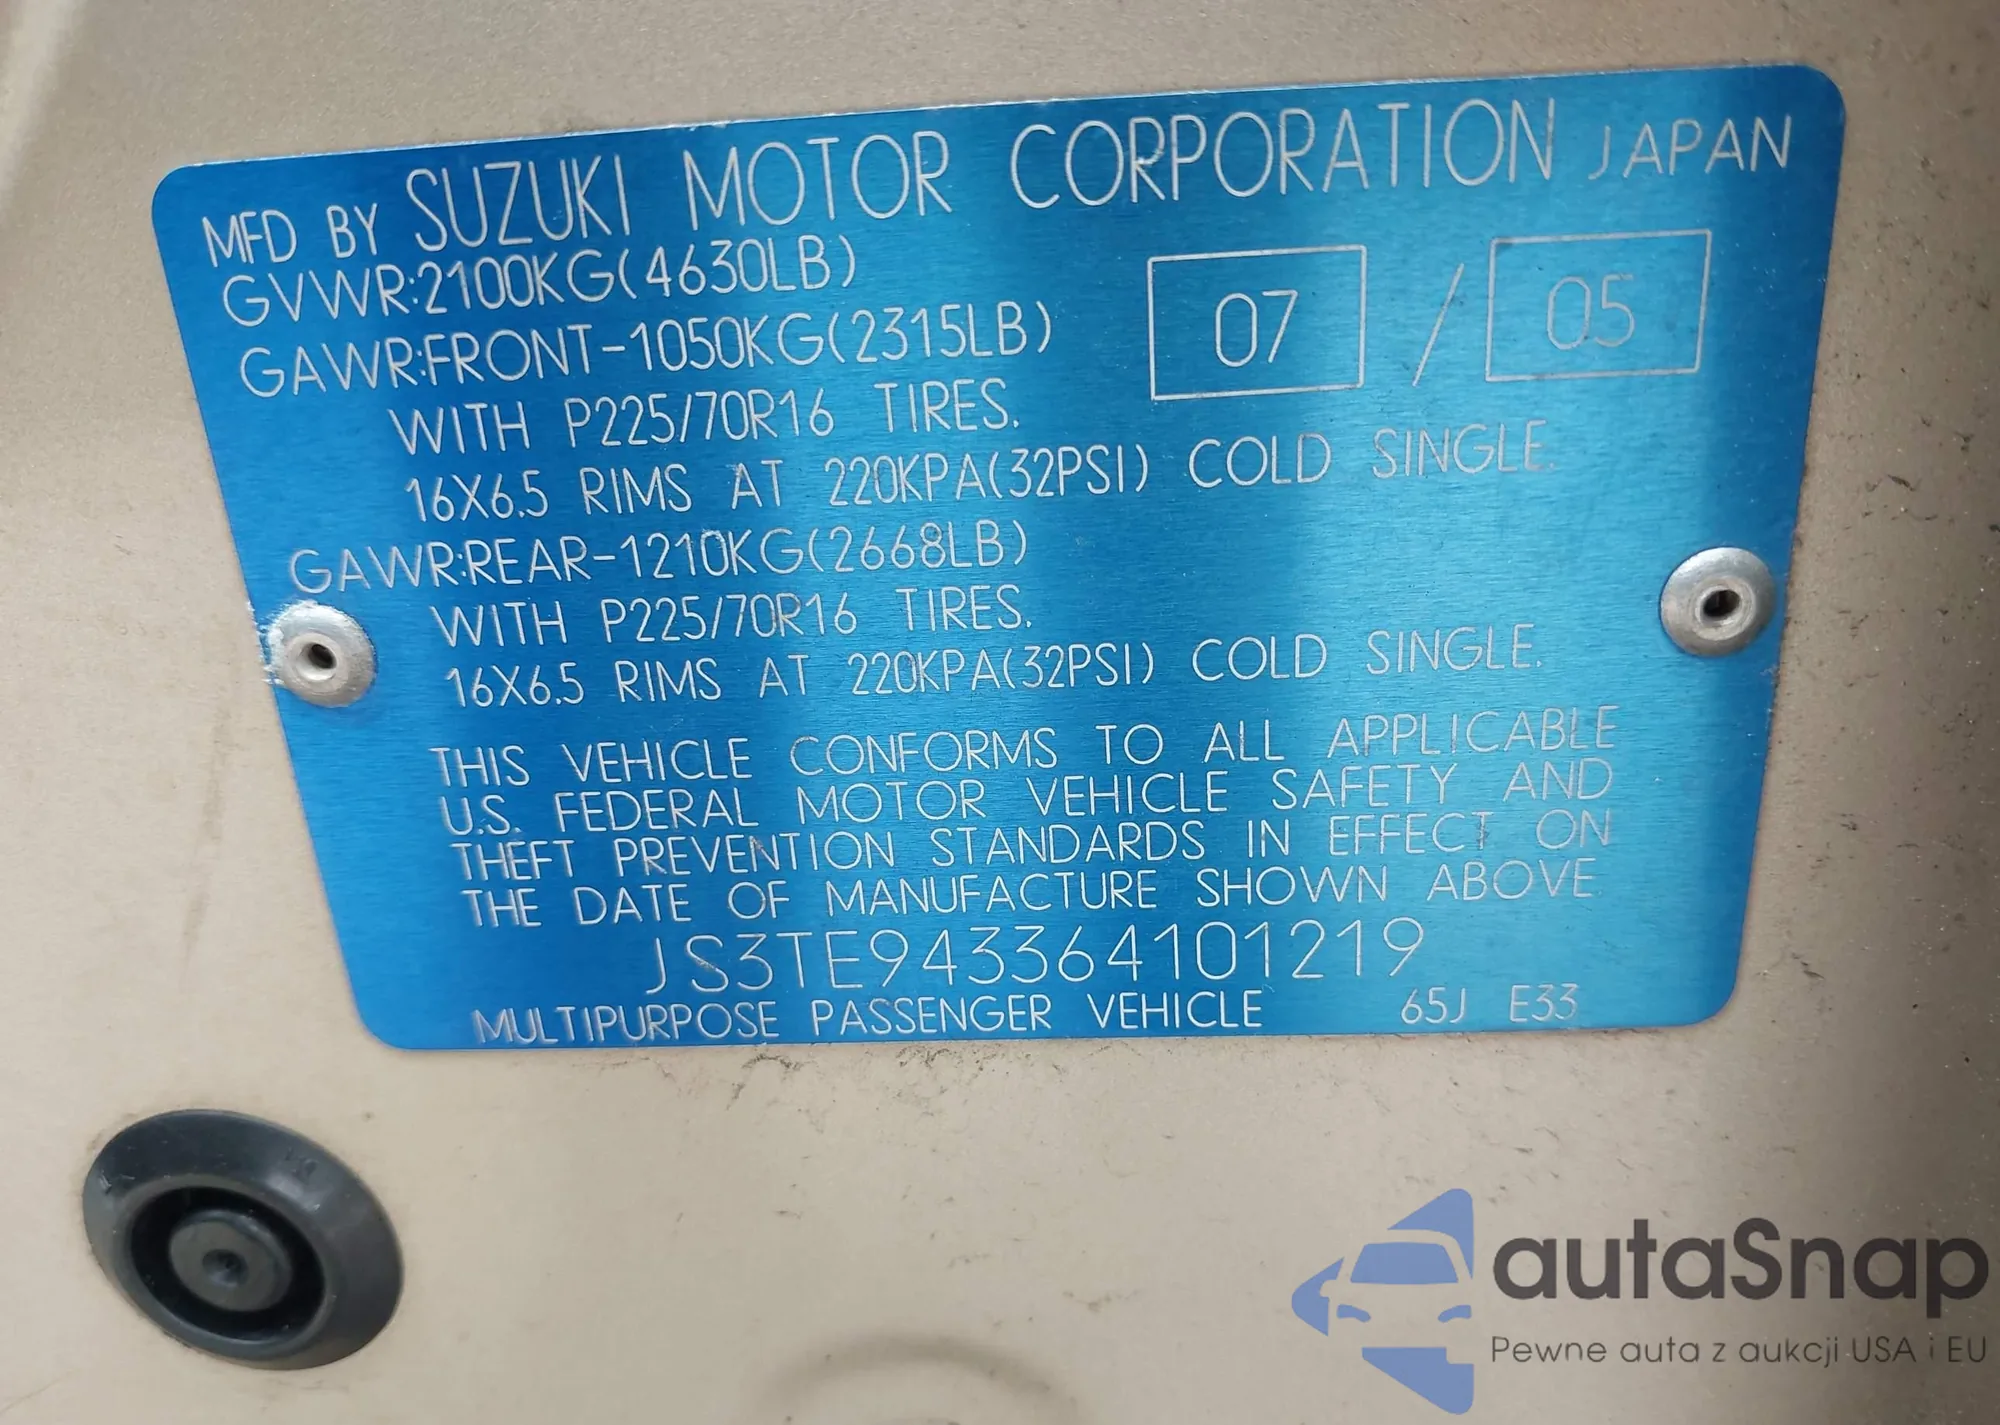 MFD BY SUZUKI MOTOR CORPORATION JAPAN
GVWR:2100KG(4630LB)
07 / 05
GAWR:FRONT-1050KG(2315LB)
WITH P225/70R16 TIRES.
16X6.5 RIMS AT 220KPA(32PSI) COLD SINGLE.
GAWR:REAR-1210KG(2668LB)
WITH P225/70R16 TIRES.
16X6.5 RIMS AT 220KPA(32PSI) COLD SINGLE.
THIS VEHICLE CONFORMS TO ALL APPLICABLE
U.S. FEDERAL MOTOR VEHICLE SAFETY AND
THEFT PREVENTION STANDARDS IN EFFECT ON
THE DATE OF MANUFACTURE SHOWN ABOVE
JS3TE943364101219
MULTIPURPOSE PASSENGER VEHICLE 65J E33
autaSnap
Pewne auta z aukcji USA i EU